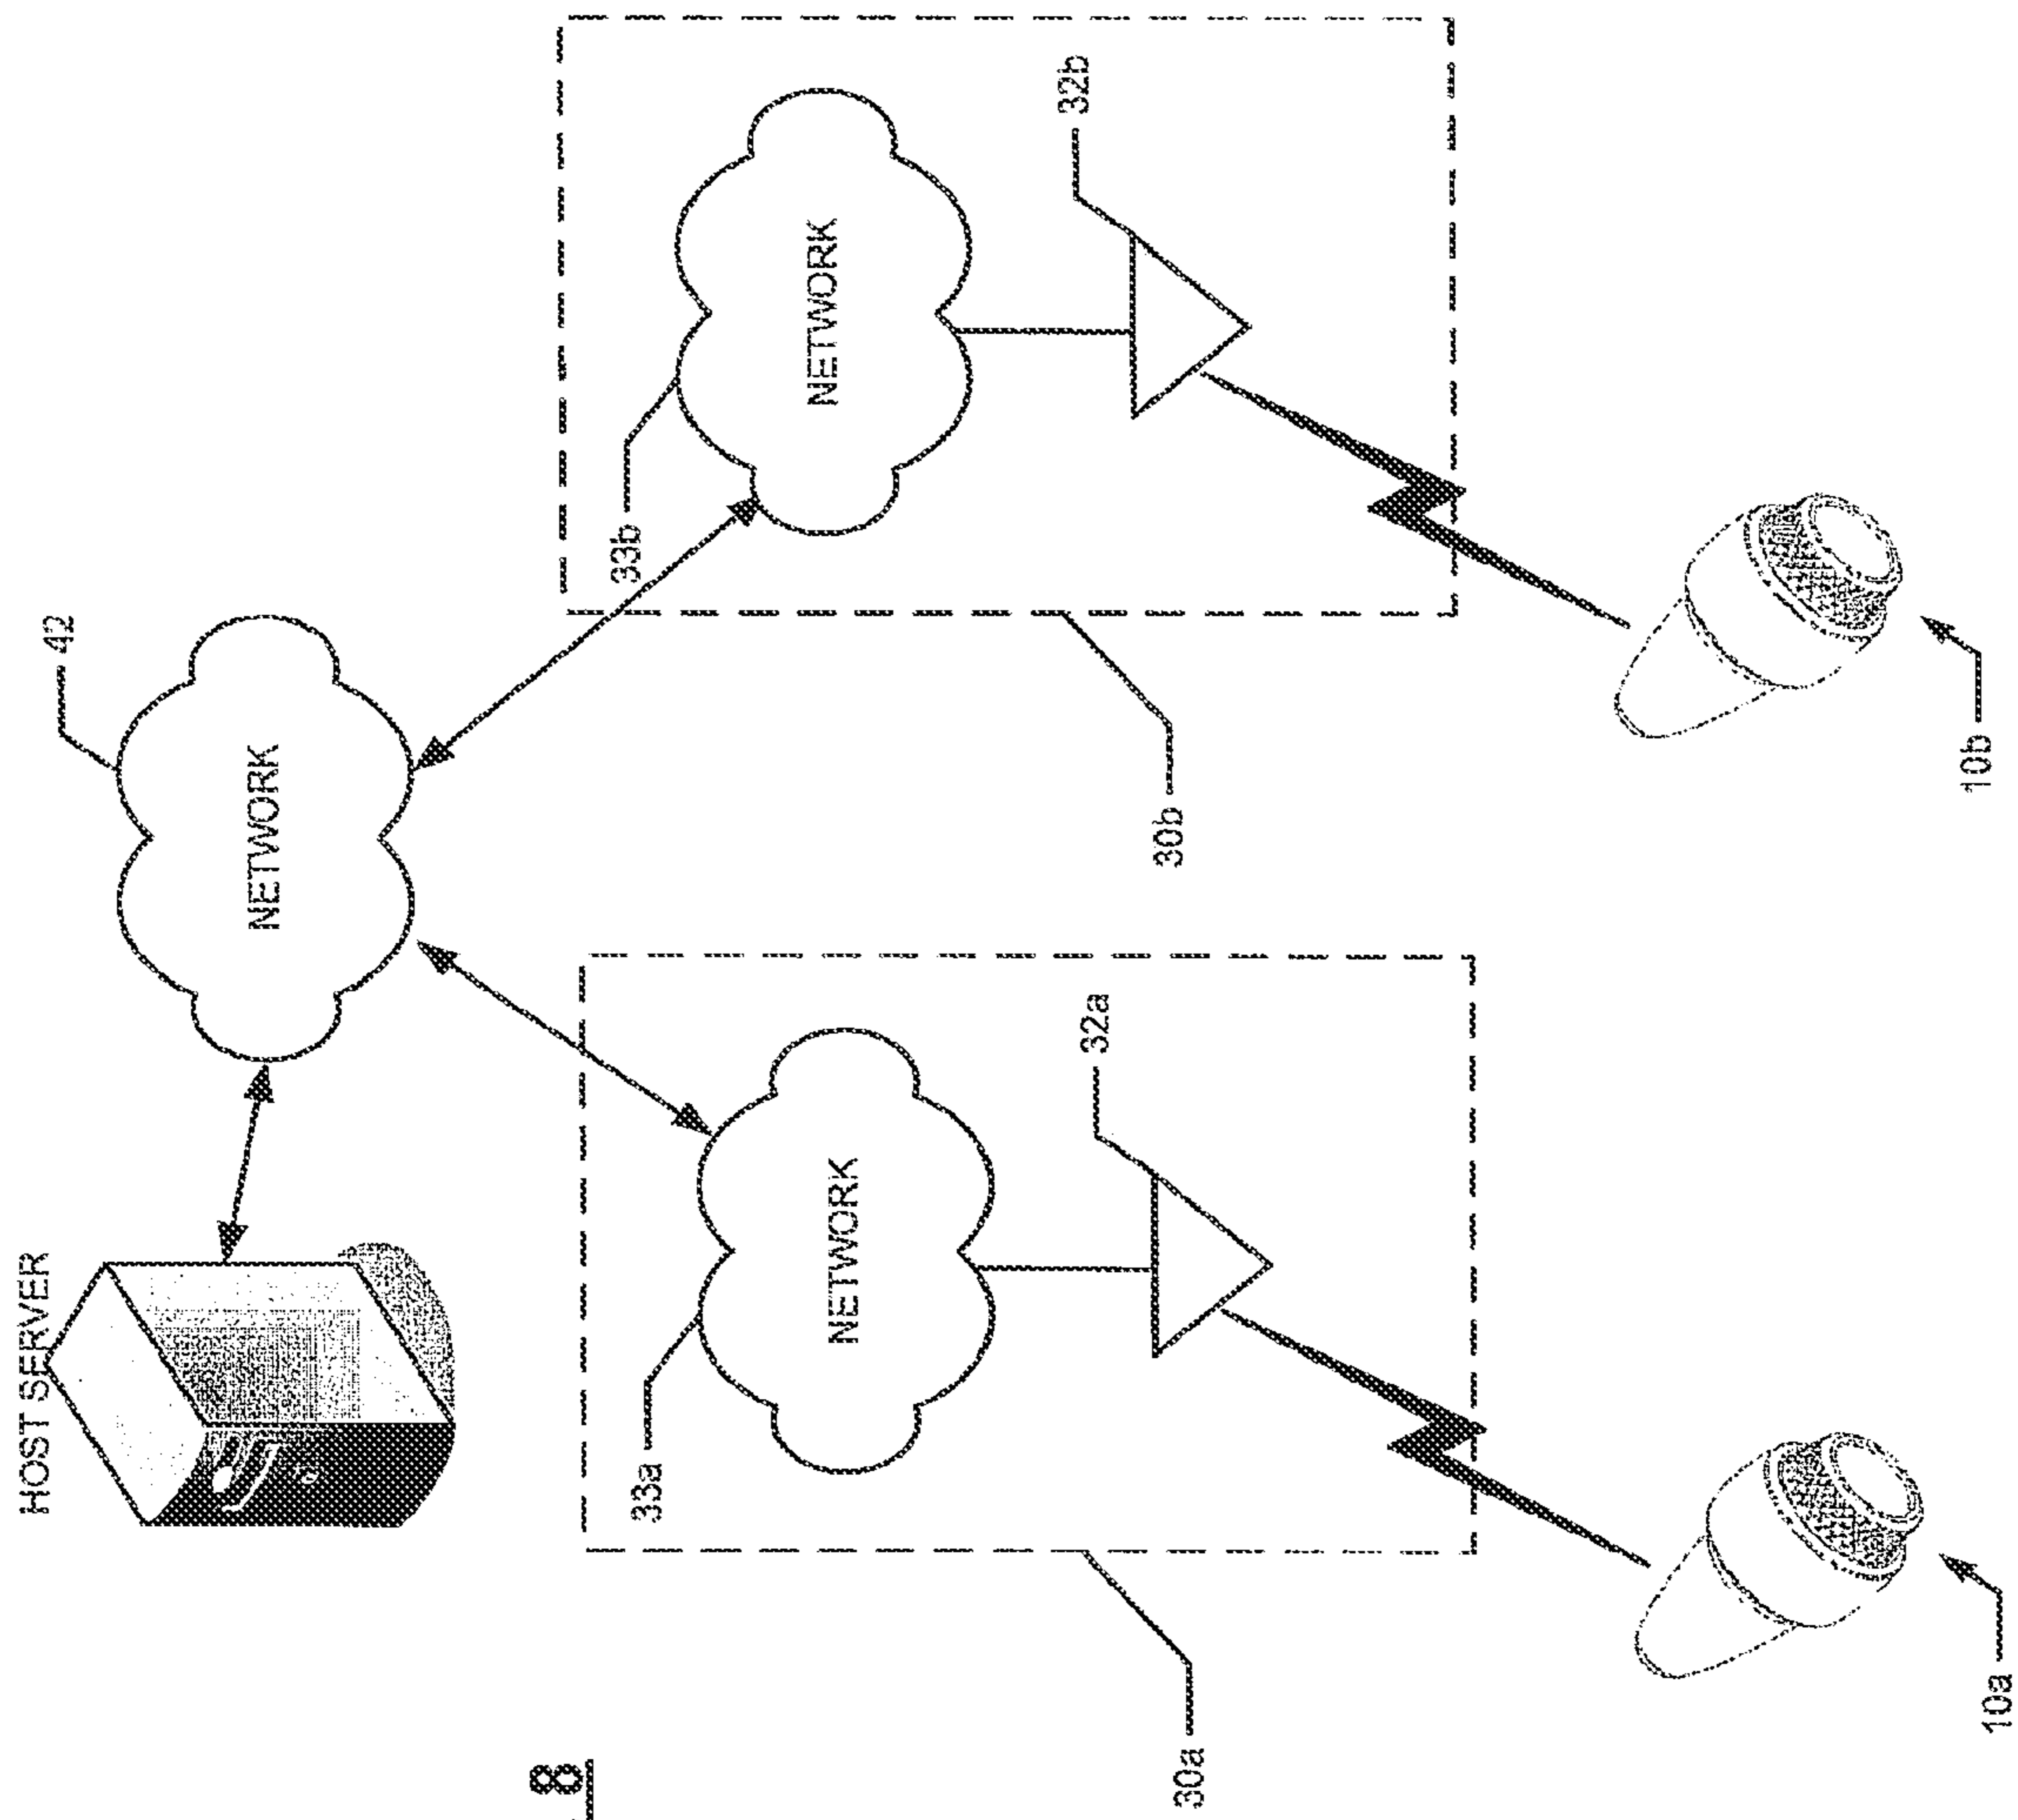 HOST SERVER
42
NETWORK
33a
NETWORK
32a
30a
10a
33b
NETWORK
32b
30b
10b
8